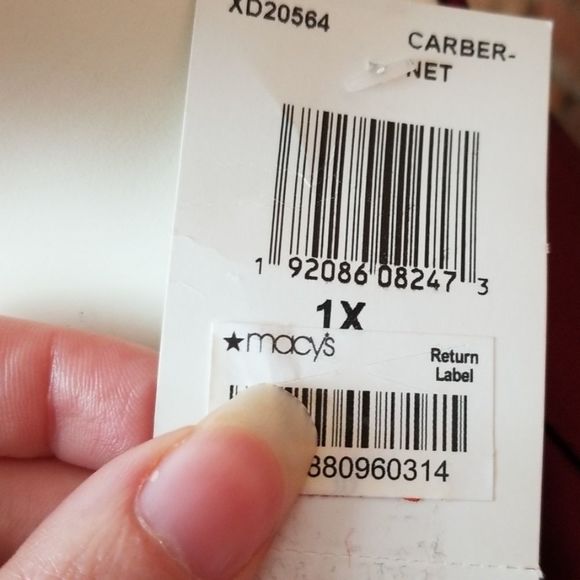 XD20564
CARBER-
NET
1 92086 08247 3
1X
★macy's
Return
Label
880960314